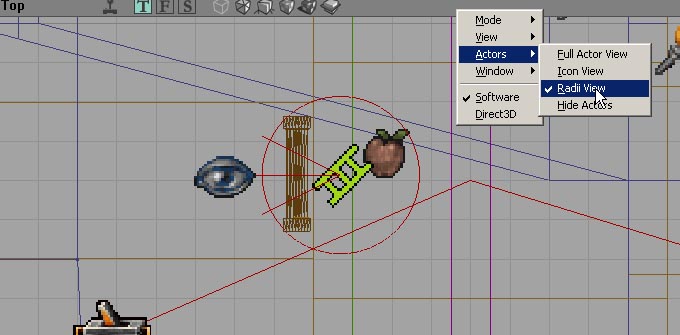 Top
T F S
Mode
View
Actors
Window
Software
Direct3D
Full Actor View
Icon View
Radii View
Hide Actors